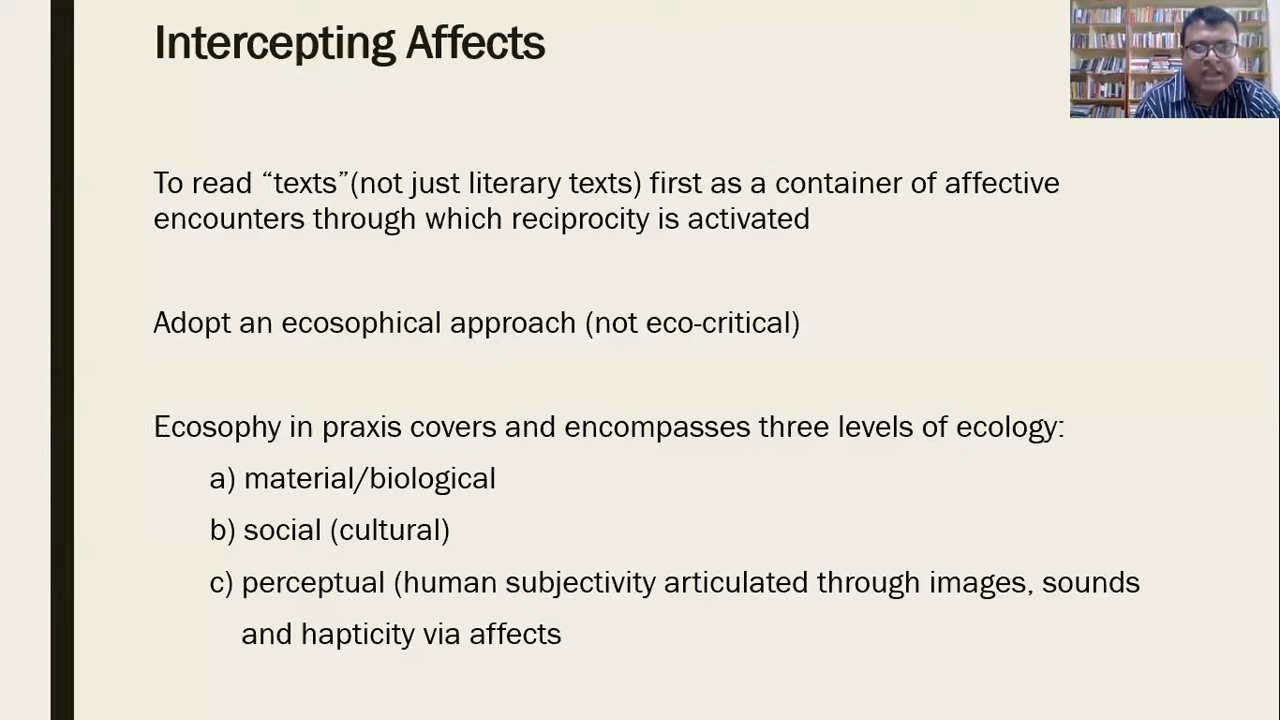 Intercepting Affects
To read “texts”(not just literary texts) first as a container of affective
encounters through which reciprocity is activated
Adopt an ecosophical approach (not eco-critical)
Ecosophy in praxis covers and encompasses three levels of ecology:
a) material/biological
b) social (cultural)
c) perceptual (human subjectivity articulated through images, sounds
and hapticity via affects